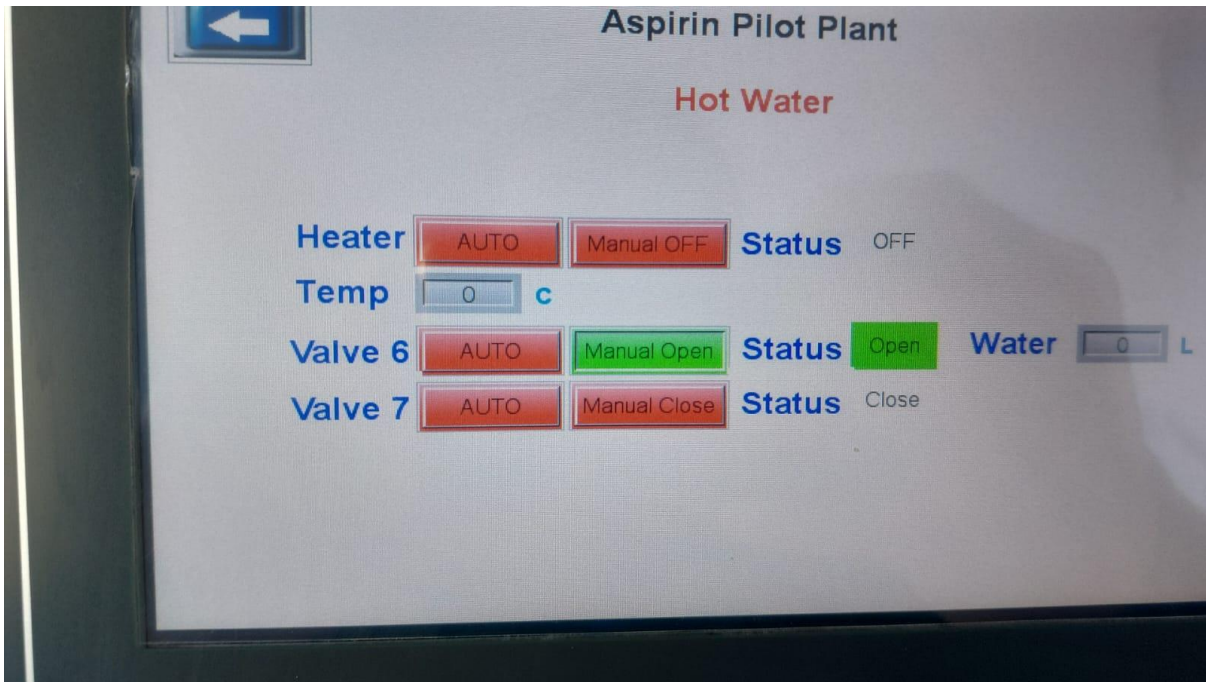 Aspirin Pilot Plant
Hot Water
Heater AUTO Manual OFF Status OFF
Temp 0 C
Valve 6 AUTO Manual Open Status Open Water 0 L
Valve 7 AUTO Manual Close Status Close